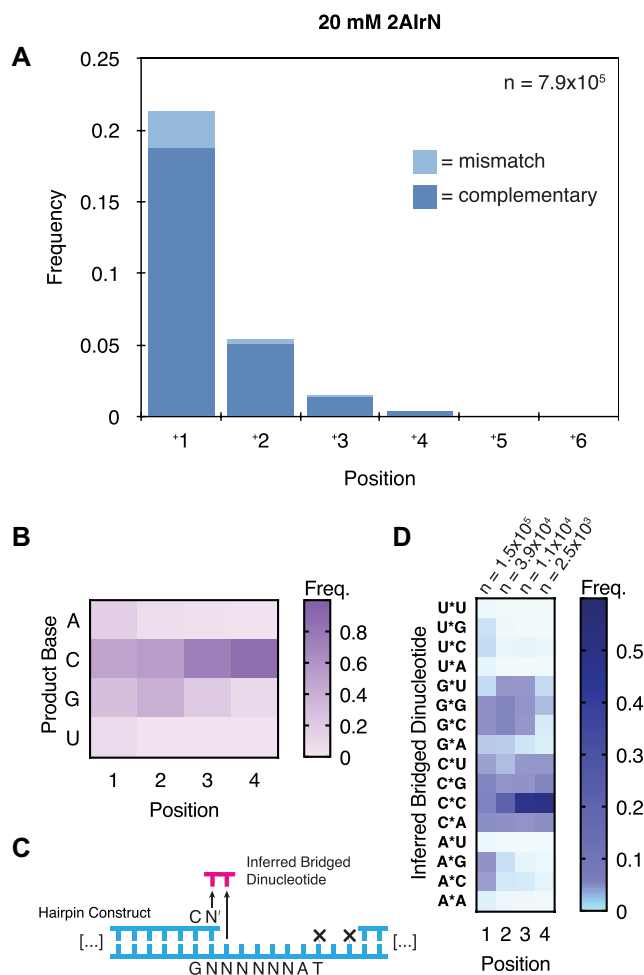 20 mM 2AIrN
A
0.25
0.2
0.15
0.1
0.05
0
Frequency
n = 7.9x10⁵
= mismatch
= complementary
+1 +2 +3 +4 +5 +6
Position
B
Product Base
A
C
G
U
1 2 3 4
Position
Freq.
0.8
0.6
0.4
0.2
0
C
Inferred Bridged
Dinucleotide
Hairpin Construct
C N'
[...]
[...]
GNNNNNNAT
D
n = 1.5x10⁵
n = 3.9x10⁴
n = 1.1x10⁴
n = 2.5x10³
Inferred Bridged Dinucleotide
U*U
U*G
U*C
U*A
G*U
G*G
G*C
G*A
C*U
C*G
C*C
C*A
A*U
A*G
A*C
A*A
1 2 3 4
Position
Freq.
0.5
0.4
0.3
0.2
0.1
0